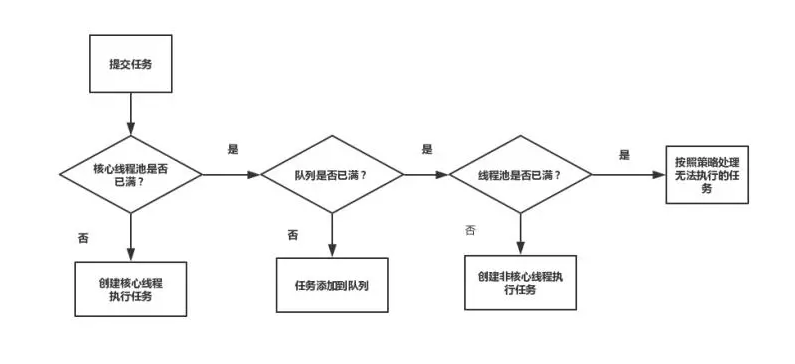 提交任务
核心线程池是否
已满？
是
队列是否已满？
是
线程池是否已满？
是
按照策略处理
无法执行的任
务
否
创建核心线程
执行任务
否
任务添加到队列
否
创建非核心线程执
行任务